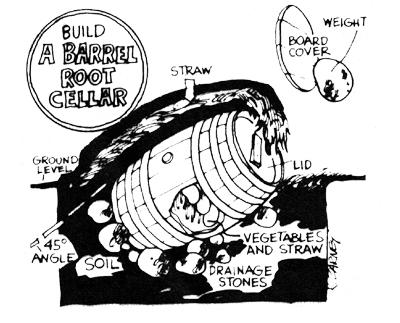 BUILD
A BARREL
ROOT
CELLAR
WEIGHT
BOARD
COVER
STRAW
GROUND
LEVEL
LID
45°
ANGLE
SOIL
VEGETABLES
AND STRAW
DRAINAGE
STONES